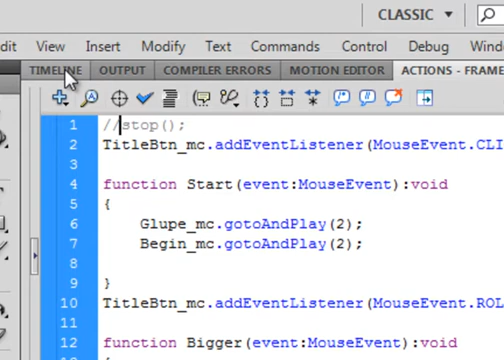 CLASSIC
dit View Insert Modify Text Commands Control Debug Window
TIMELINE OUTPUT COMPILER ERRORS MOTION EDITOR ACTIONS - FRAME
1 //stop();
2 TitleBtn_mc.addEventListener(MouseEvent.CLI
3
4 function Start(event:MouseEvent):void
5 {
6 Glupe_mc.gotoAndPlay(2);
7 Begin_mc.gotoAndPlay(2);
8
9 }
10 TitleBtn_mc.addEventListener(MouseEvent.ROL
11
12 function Bigger(event:MouseEvent):void